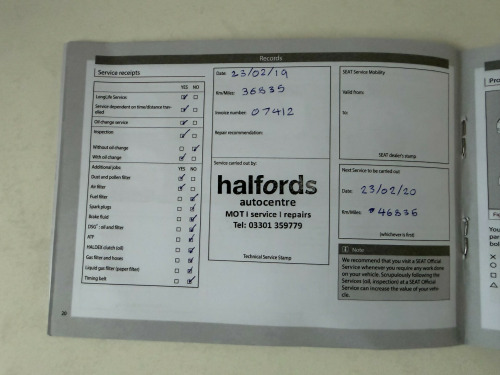 Records
Service receipts
YES NO
LongLife Service:
Service dependent on time/distance travelled
Oil change service
Inspection
Without oil change
With oil change
Additional jobs: YES NO
Dust and pollen filter
Air filter
Fuel filter
Spark plugs
Brake fluid
DSG®: oil and filter
ATF
HALDEX clutch (oil)
Gas filter and hoses
Liquid gas filter (paper filter)
Timing belt
Date: 23/02/19
Km/Miles: 36835
Invoice number: 07412
Repair recommendation:
Service carried out by:
halfords
autocentre
MOT | service | repairs
Tel: 03301 359779
Technical Service Stamp
SEAT Service Mobility
Valid from:
to:
SEAT dealer's stamp
Next Service to be carried out
Date: 23/02/20
Km/Miles: 46836
(whichever is first)
i Note
We recommend that you visit a SEAT Official
Service whenever you require any work done
on your vehicle. Scrupulously following the
Services (oil, inspection) at a SEAT Official
Service can increase the value of your vehicle.
26
Pro
You
par
bol